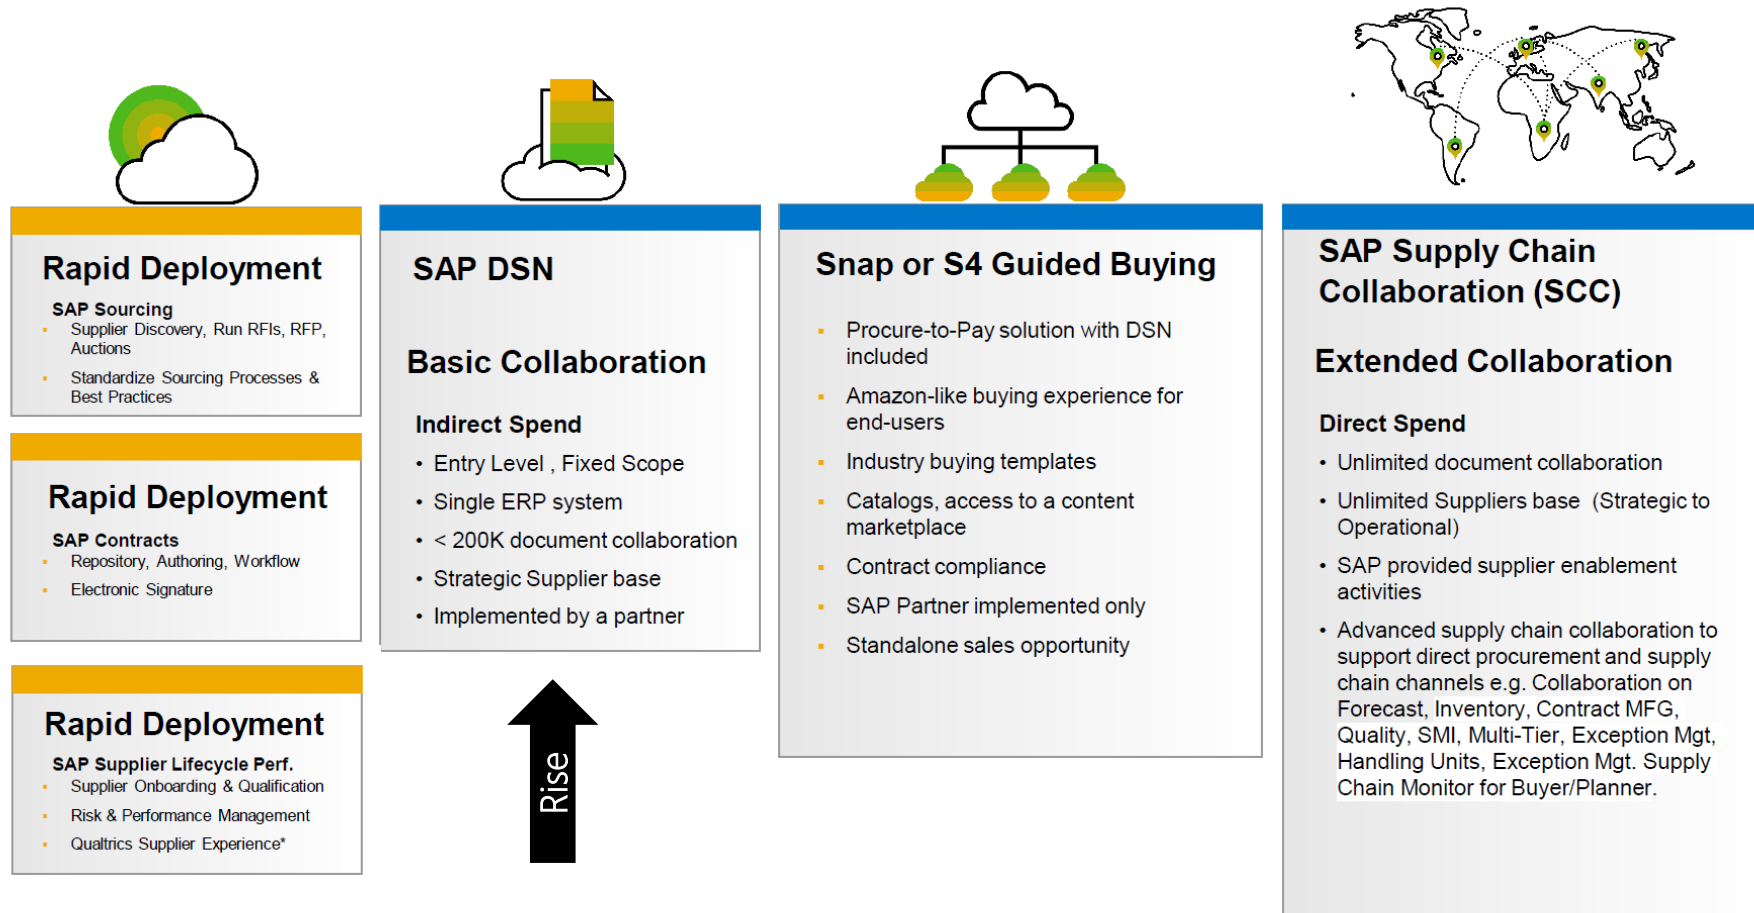 Rapid Deployment
SAP Sourcing
▪ Supplier Discovery, Run RFIs, RFP,
Auctions
▪ Standardize Sourcing Processes &
Best Practices
Rapid Deployment
SAP Contracts
▪ Repository, Authoring, Workflow
▪ Electronic Signature
Rapid Deployment
SAP Supplier Lifecycle Perf.
▪ Supplier Onboarding & Qualification
▪ Risk & Performance Management
▪ Qualtrics Supplier Experience*
SAP DSN
Basic Collaboration
Indirect Spend
• Entry Level , Fixed Scope
• Single ERP system
• < 200K document collaboration
• Strategic Supplier base
• Implemented by a partner
Rise
Snap or S4 Guided Buying
▪ Procure-to-Pay solution with DSN
included
▪ Amazon-like buying experience for
end-users
▪ Industry buying templates
▪ Catalogs, access to a content
marketplace
▪ Contract compliance
▪ SAP Partner implemented only
▪ Standalone sales opportunity
SAP Supply Chain
Collaboration (SCC)
Extended Collaboration
Direct Spend
• Unlimited document collaboration
• Unlimited Suppliers base (Strategic to
Operational)
• SAP provided supplier enablement
activities
• Advanced supply chain collaboration to
support direct procurement and supply
chain channels e.g. Collaboration on
Forecast, Inventory, Contract MFG,
Quality, SMI, Multi-Tier, Exception Mgt,
Handling Units, Exception Mgt. Supply
Chain Monitor for Buyer/Planner.